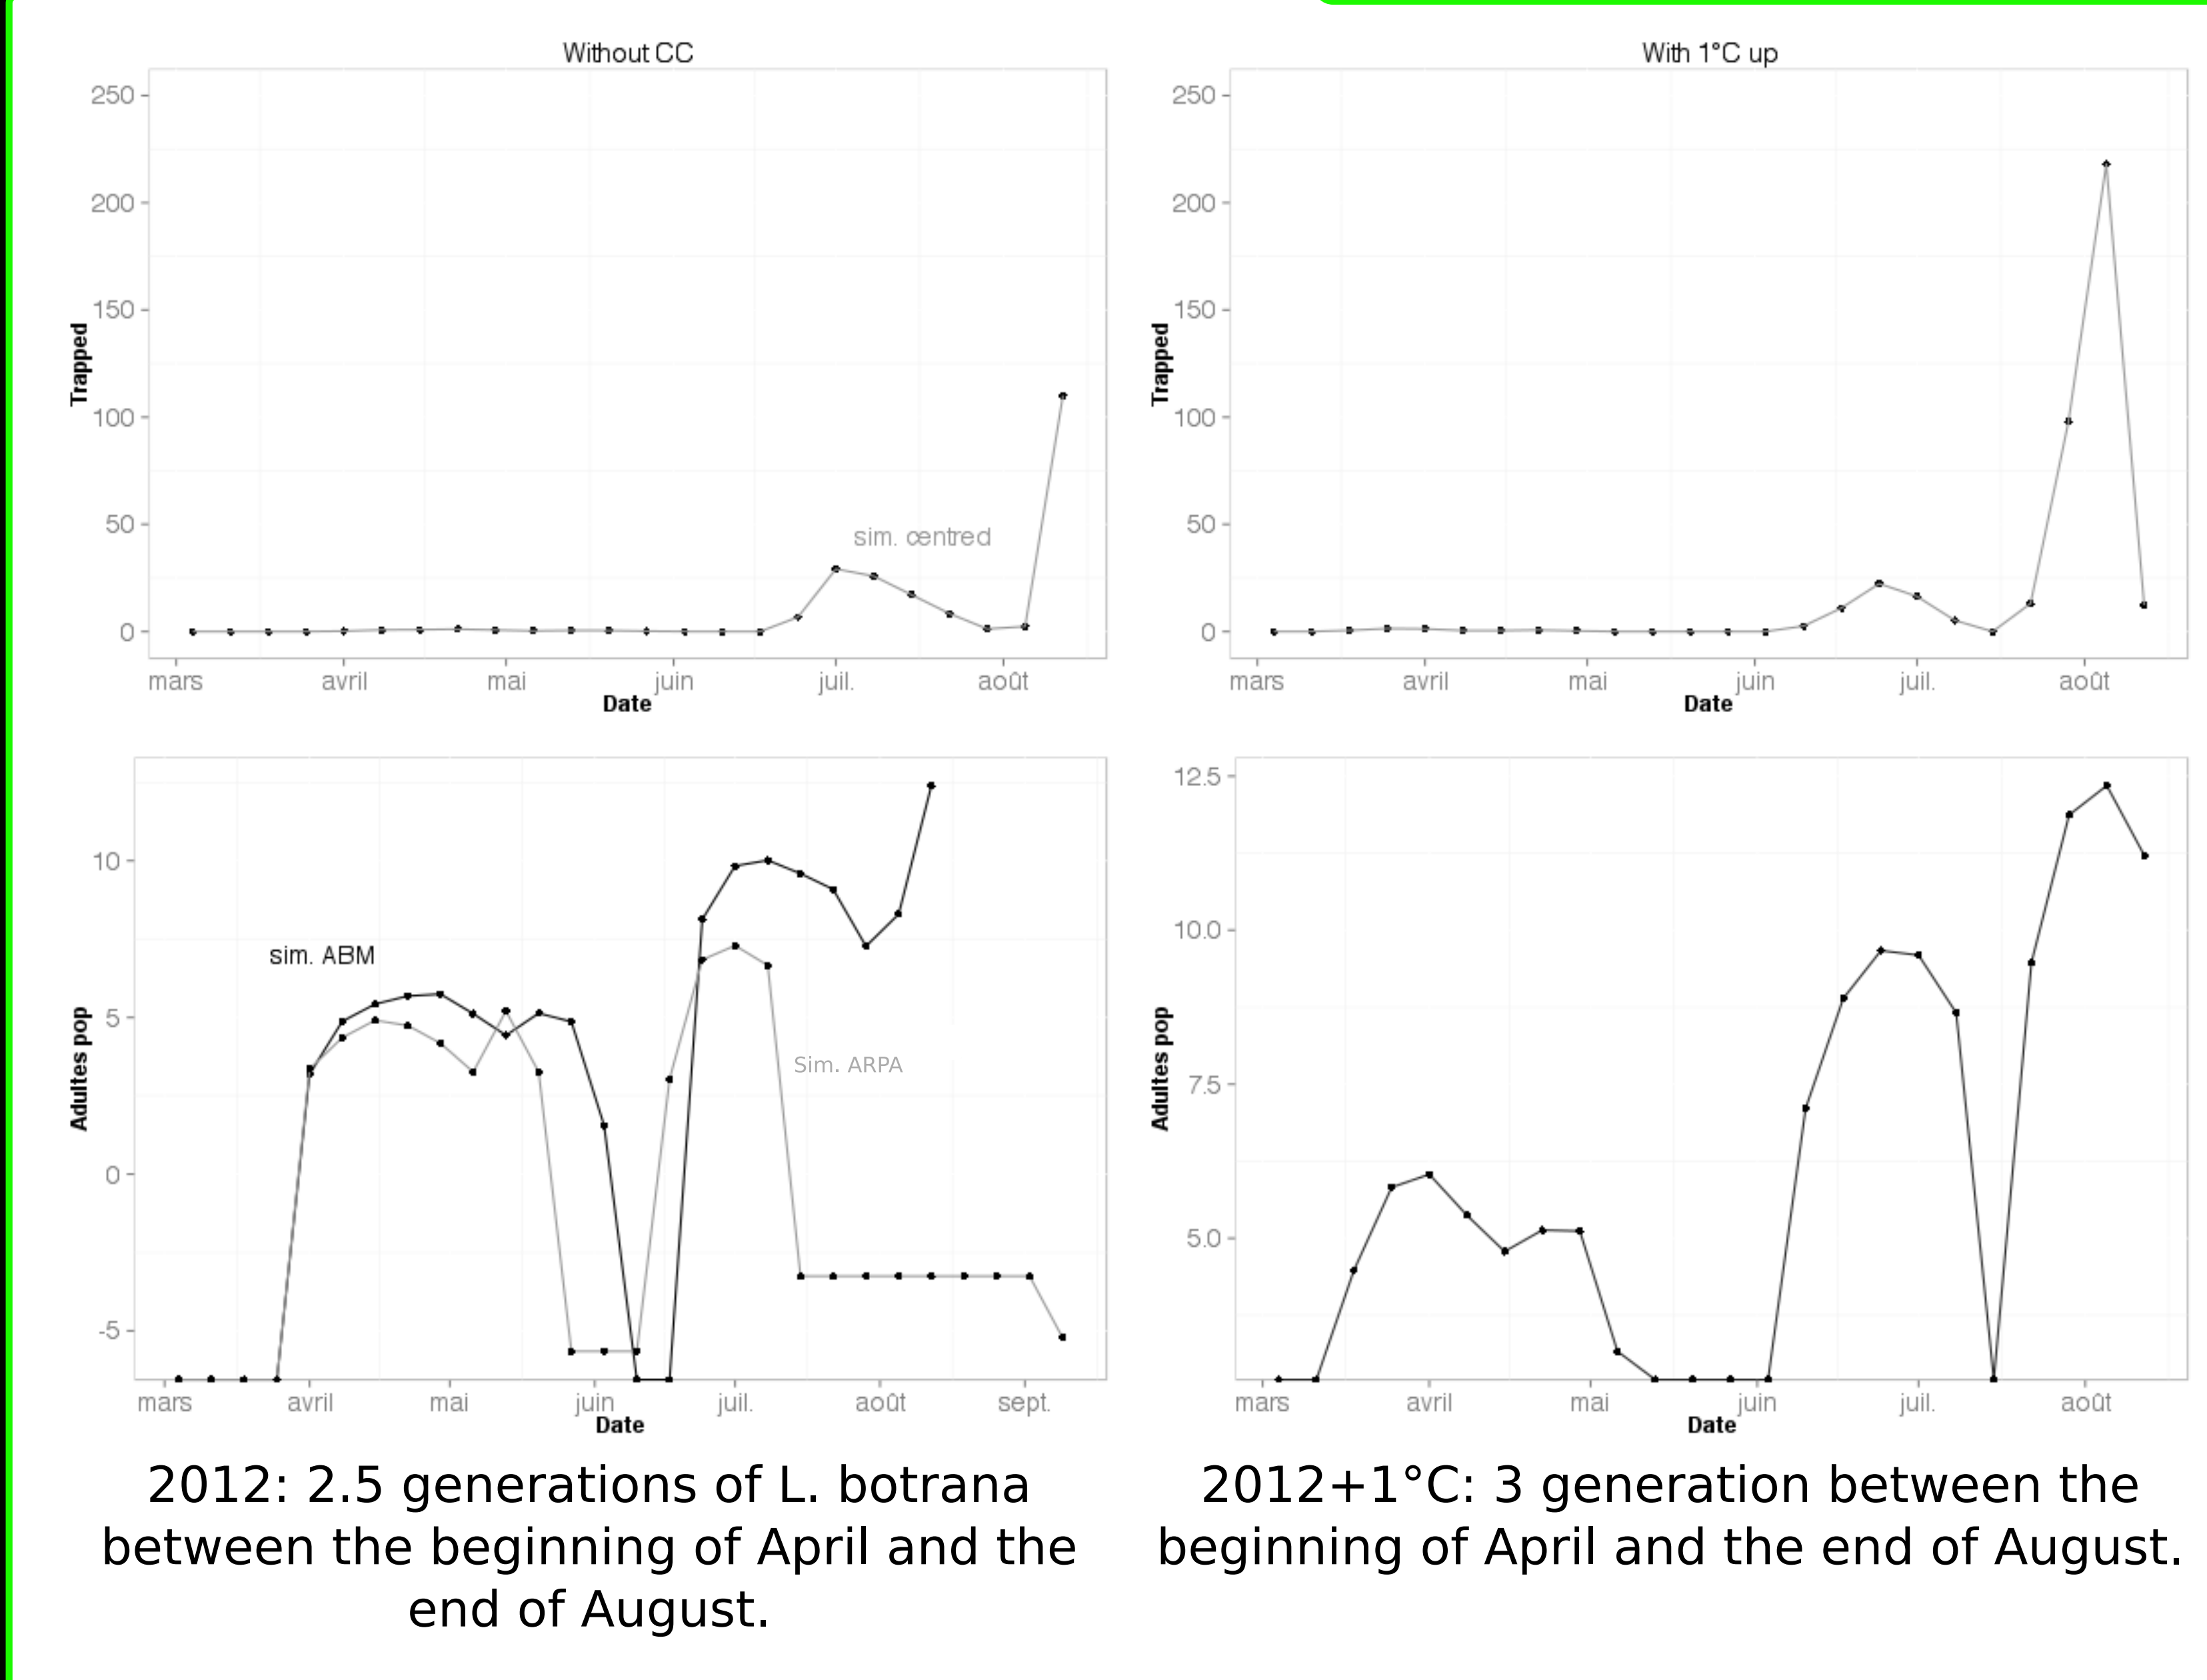 Without CC
250
200
150
100
50
0
Trapped
sim. centred
mars avril mai juin juil. août
Date
With 1°C up
250
200
150
100
50
0
Trapped
mars avril mai juin juil. août
Date
10
5
0
-5
Adultes pop
sim. ABM
Sim. ARPA
mars avril mai juin juil. août sept.
Date
12.5
10.0
7.5
5.0
Adultes pop
mars avril mai juin juil. août
Date
2012: 2.5 generations of L. botrana
between the beginning of April and the
end of August.
2012+1°C: 3 generation between the
beginning of April and the end of August.